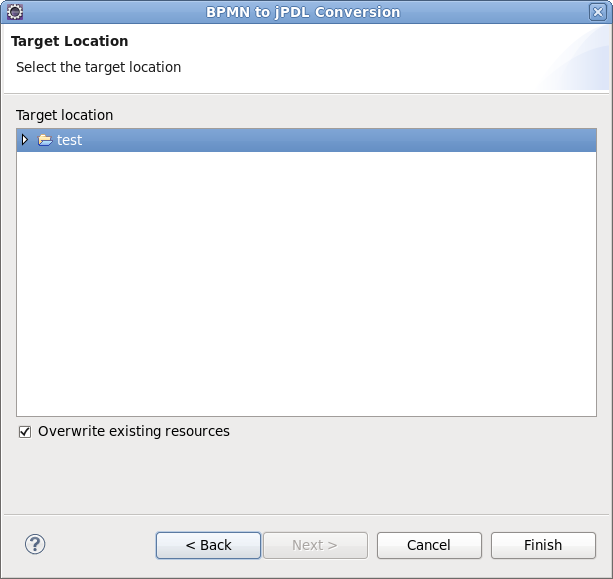 BPMN to jPDL Conversion
Target Location
Select the target location
Target location
test
Overwrite existing resources
? < Back Next > Cancel Finish